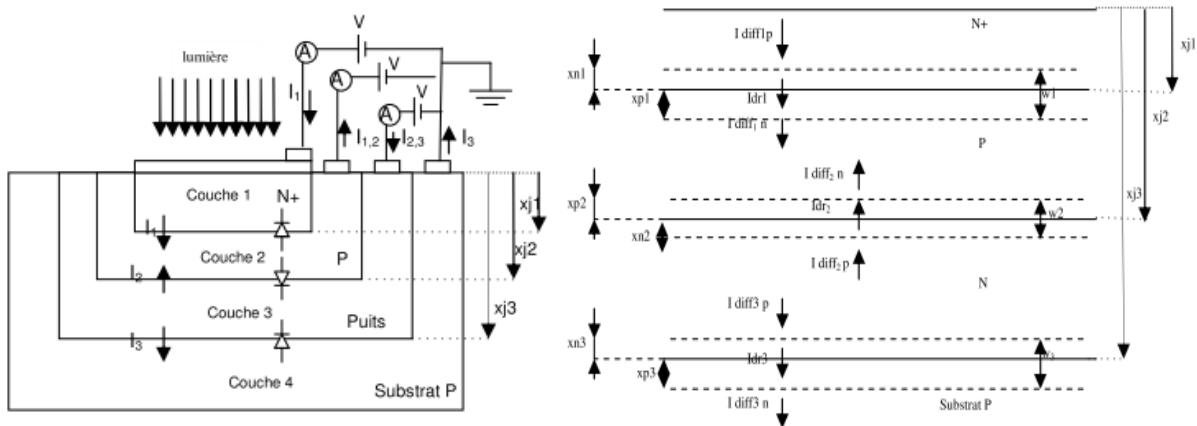 V
A
lumière
V
A
I1
V
A
I1,2
I2,3
I3
Couche 1
N+
xj1
I1
Couche 2
P
xj2
I2
Couche 3
Puits
xj3
I3
Couche 4
Substrat P
N+
I diff1p
xj1
xn1
w1
xp1
Idr1
xj2
I diff1 n
P
I diff2 n
xj3
xp2
Idr2
w2
xn2
I diff2 p
N
I diff3 p
xn3
Idr3
w3
xp3
I diff3 n
Substrat P